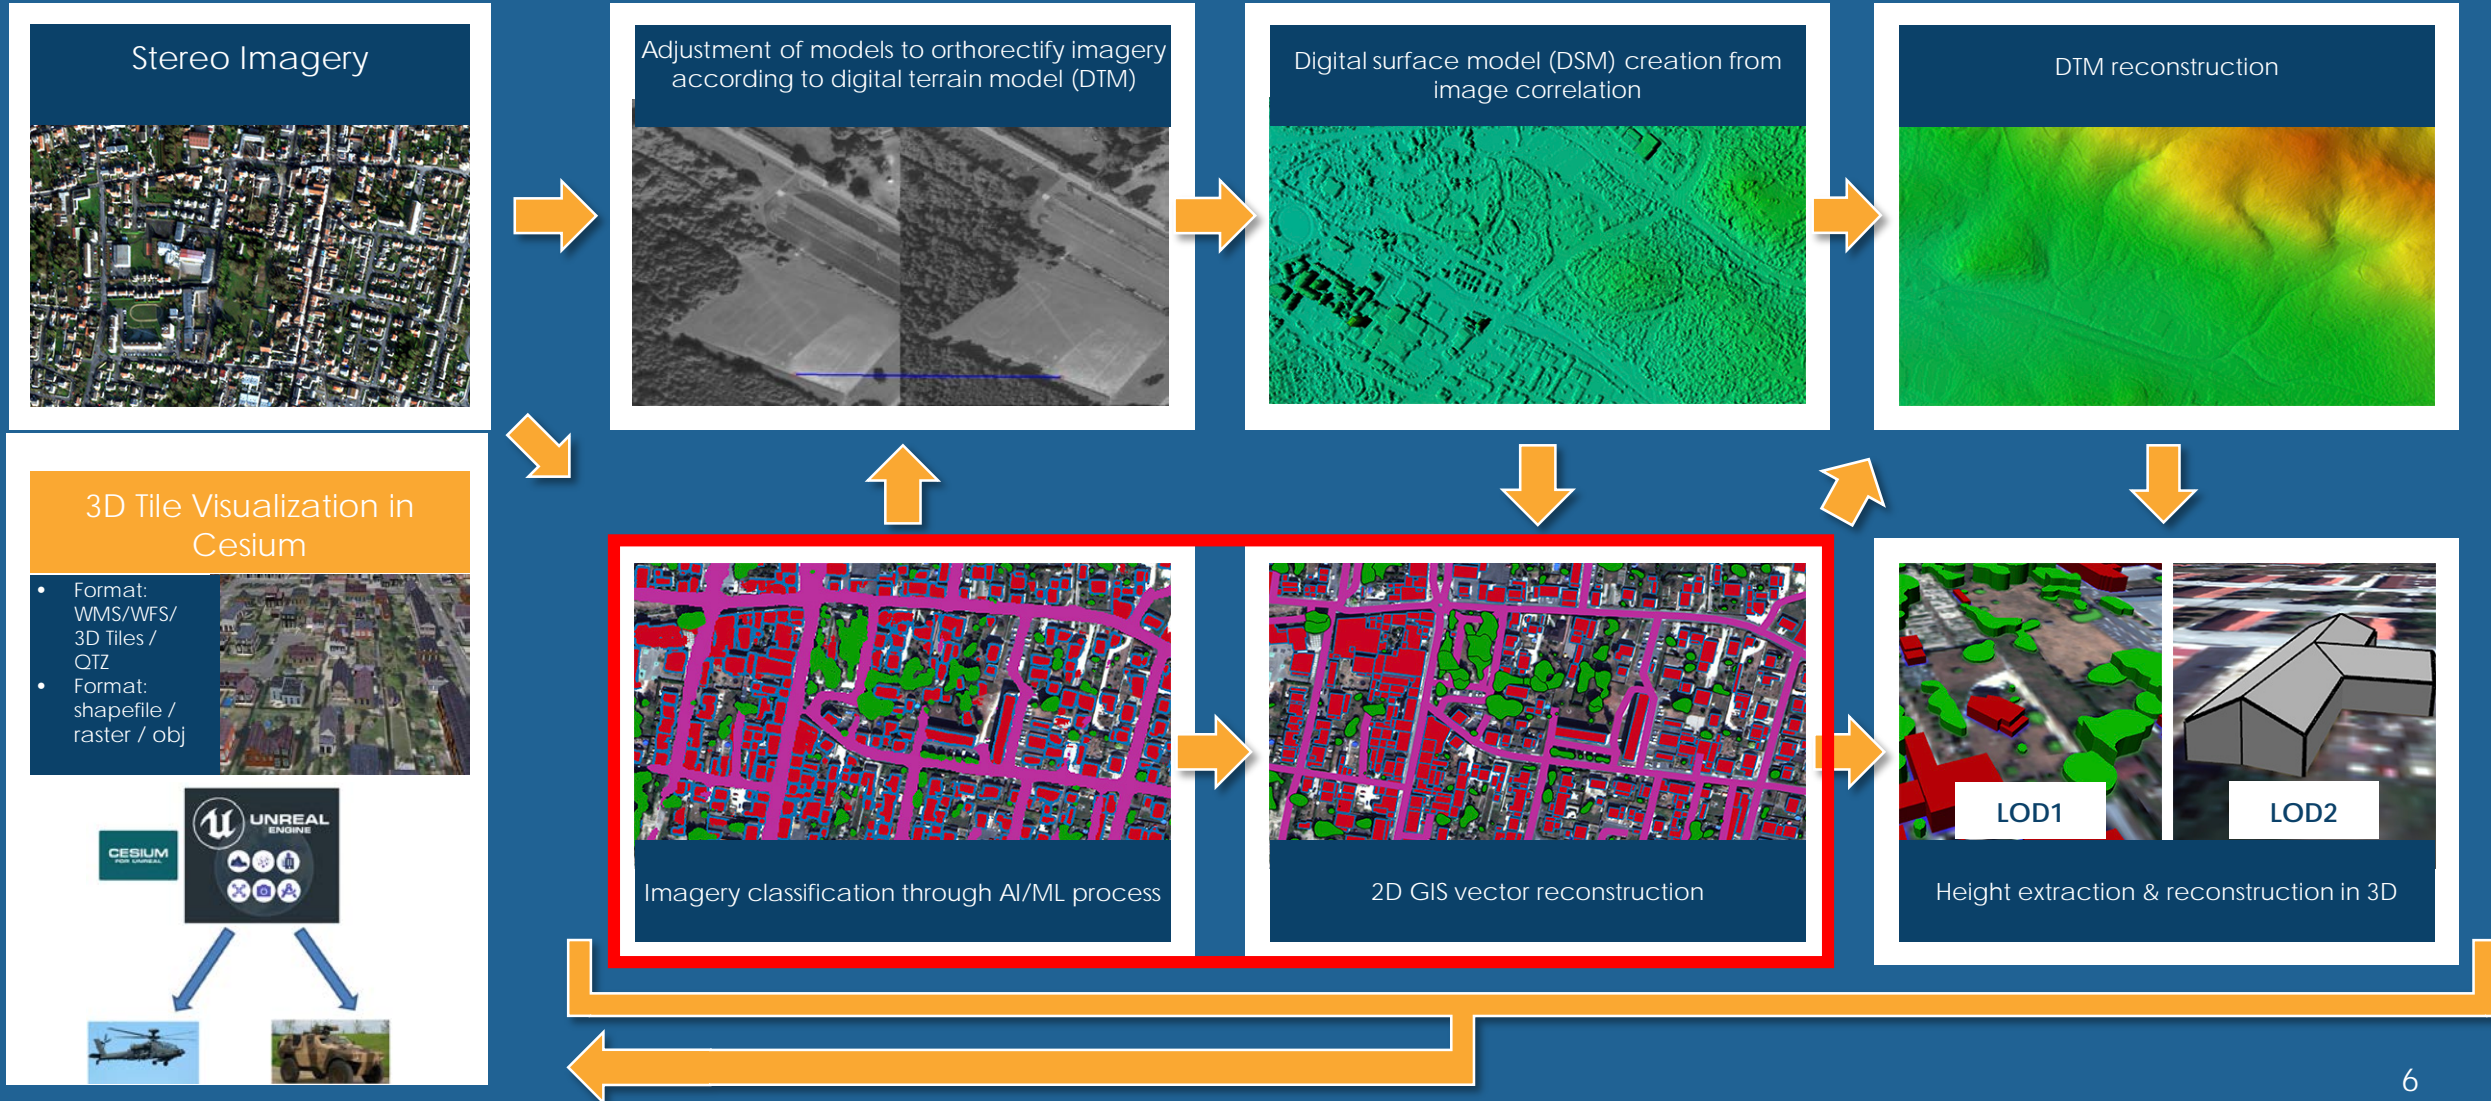 Stereo Imagery
Adjustment of models to orthorectify imagery
according to digital terrain model (DTM)
Digital surface model (DSM) creation from
image correlation
DTM reconstruction
3D Tile Visualization in
Cesium
• Format:
WMS/WFS/
3D Tiles /
QTZ
• Format:
shapefile /
raster / obj
CESIUM
FOR UNREAL
UNREAL
ENGINE
Imagery classification through AI/ML process
2D GIS vector reconstruction
LOD1
LOD2
Height extraction & reconstruction in 3D
6